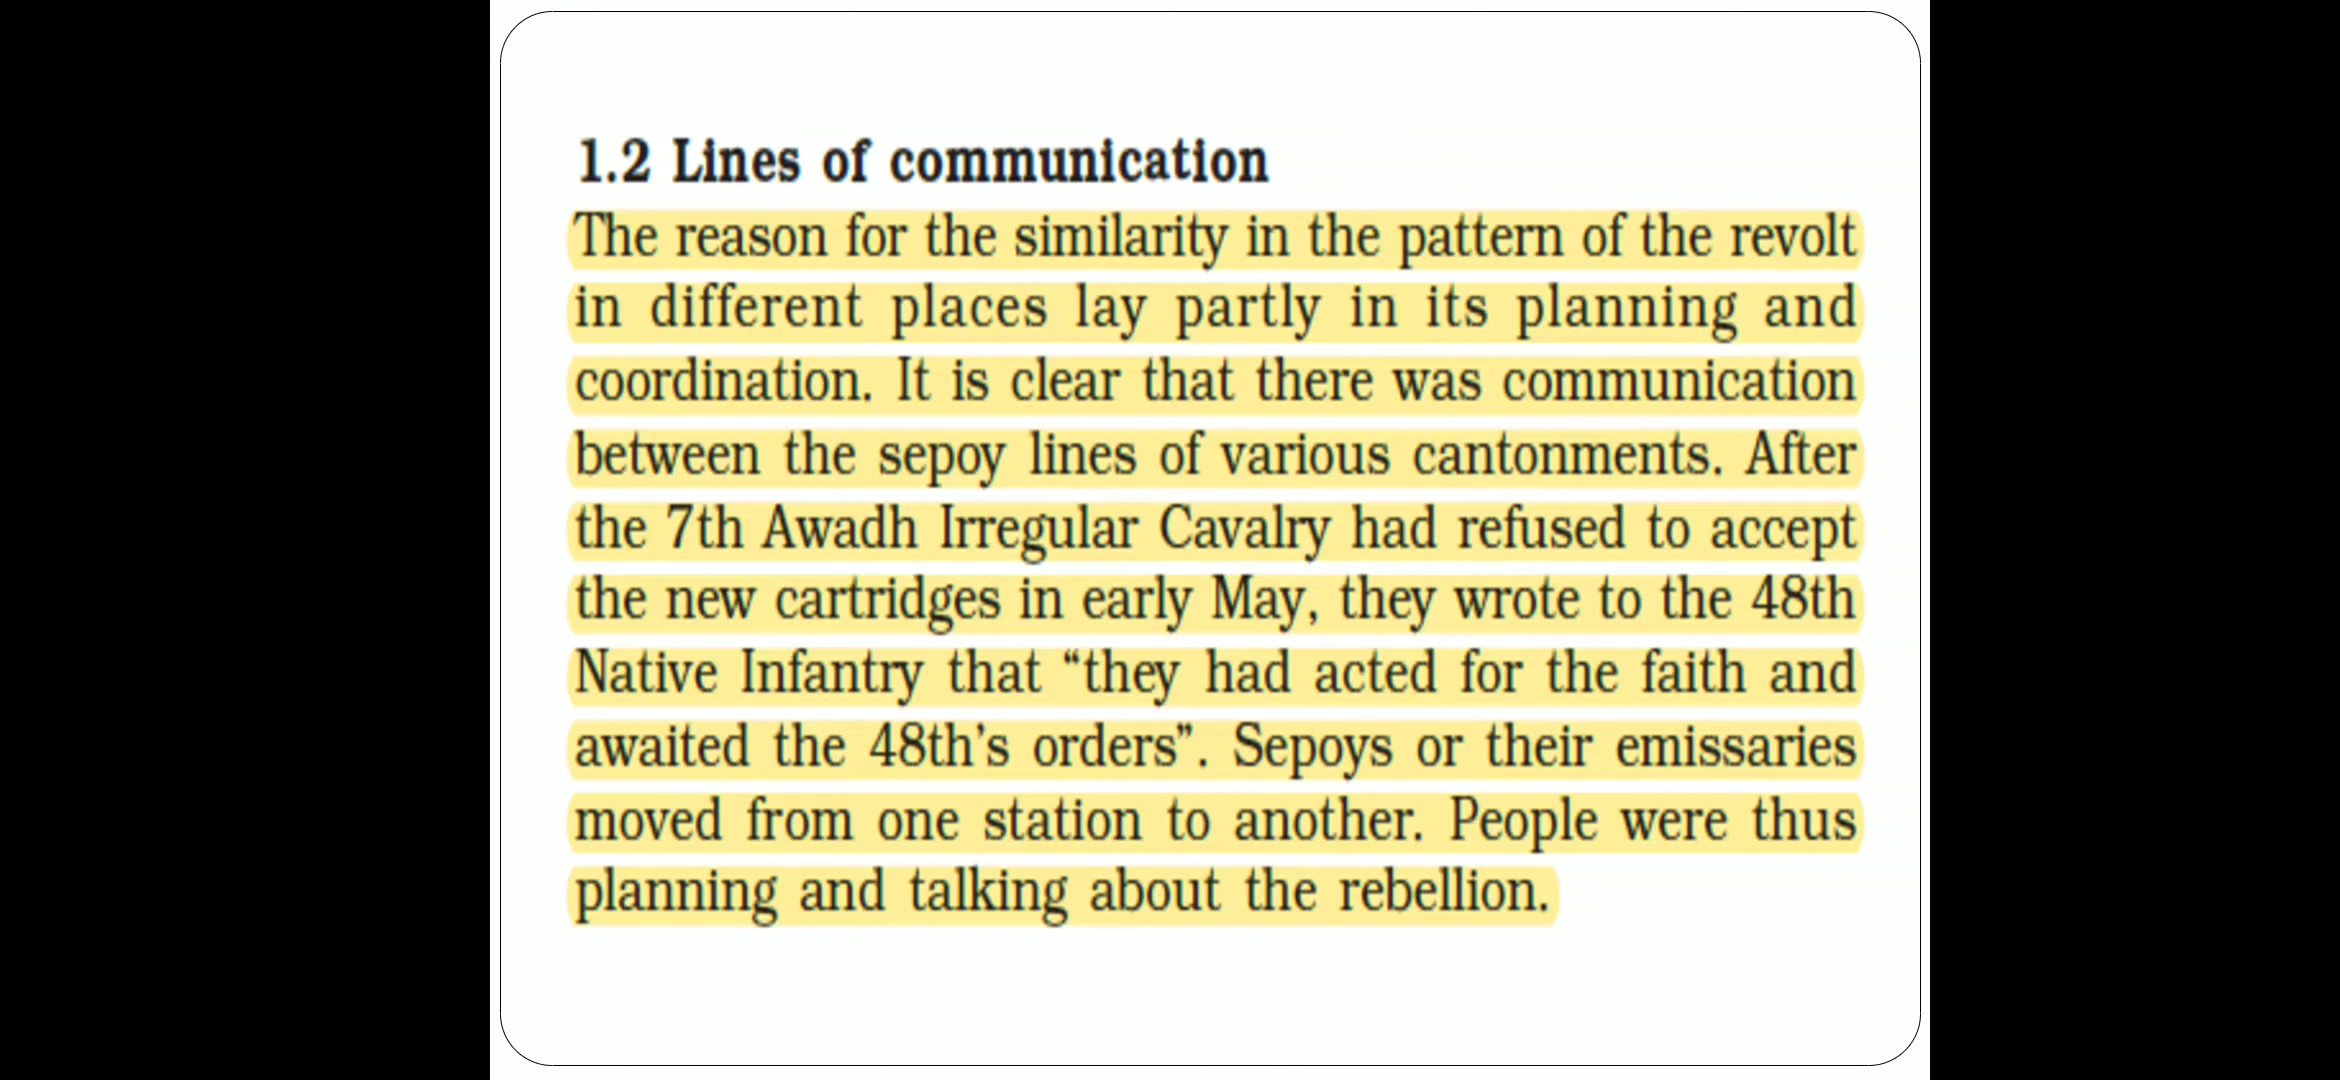 1.2 Lines of communication
The reason for the similarity in the pattern of the revolt
in different places lay partly in its planning and
coordination. It is clear that there was communication
between the sepoy lines of various cantonments. After
the 7th Awadh Irregular Cavalry had refused to accept
the new cartridges in early May, they wrote to the 48th
Native Infantry that “they had acted for the faith and
awaited the 48th’s orders”. Sepoys or their emissaries
moved from one station to another. People were thus
planning and talking about the rebellion.